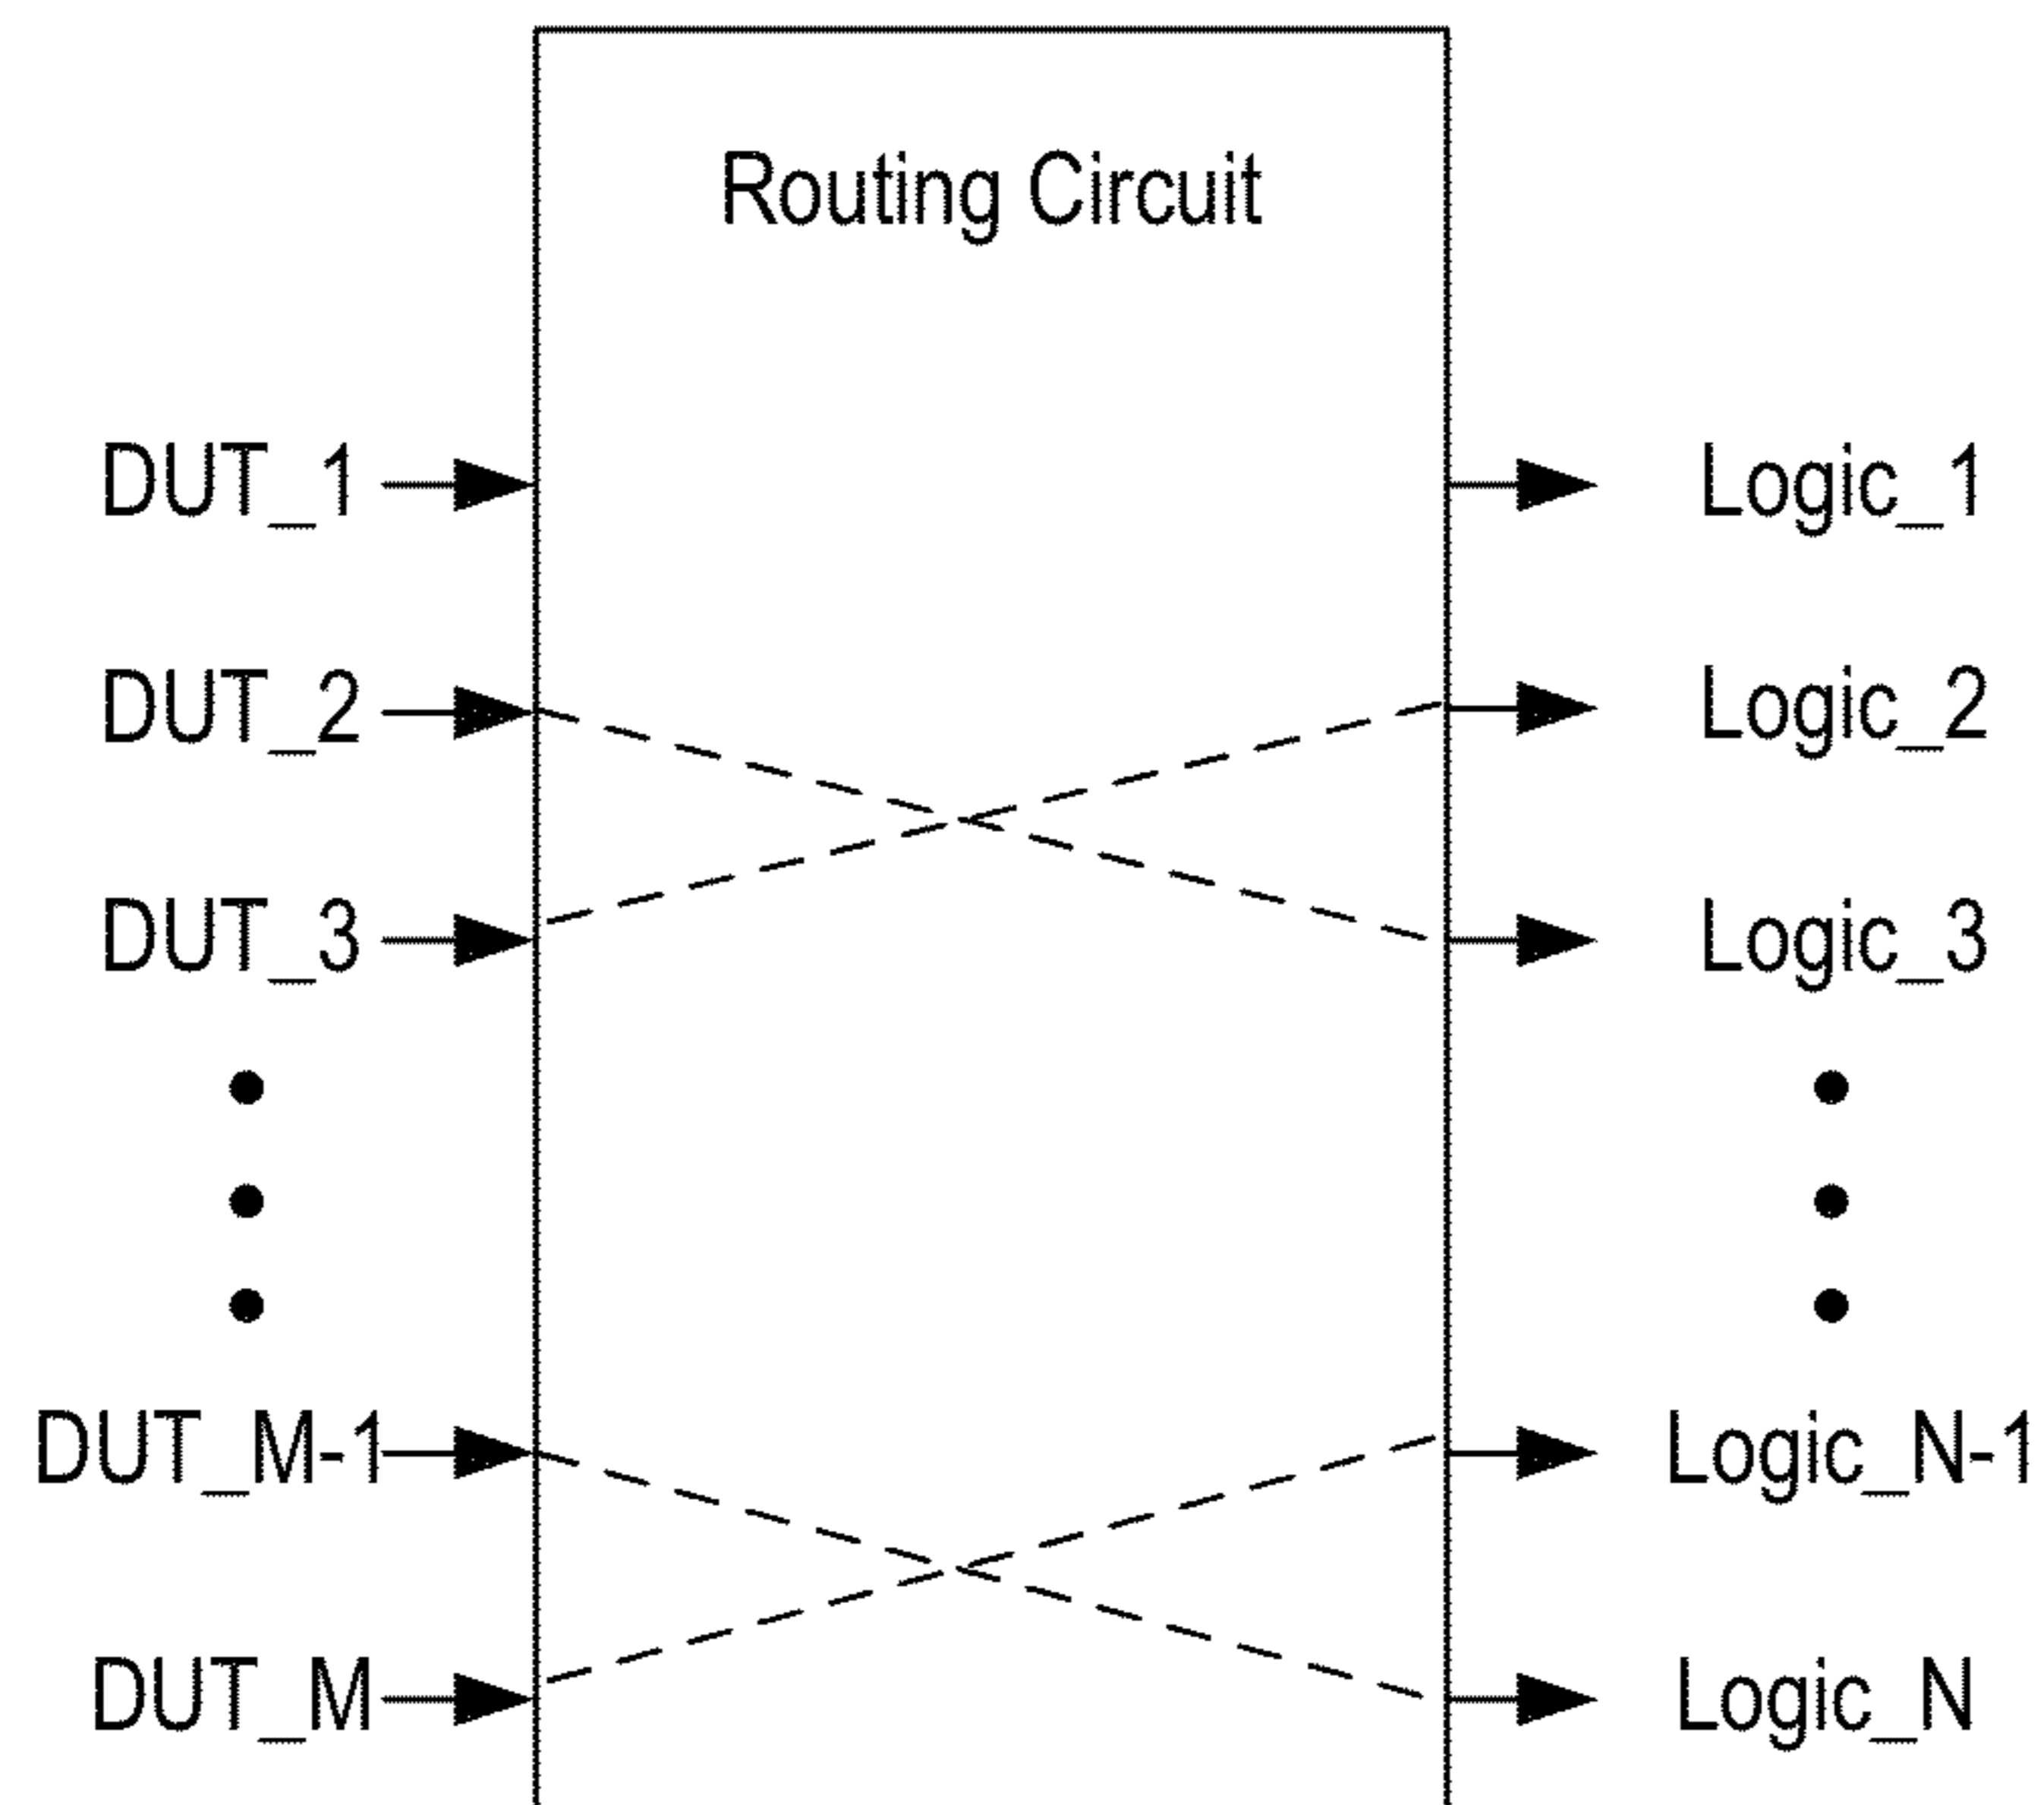 Routing Circuit
DUT_1 Logic_1
DUT_2 Logic_2
DUT_3 Logic_3
DUT_M-1 Logic_N-1
DUT_M Logic_N